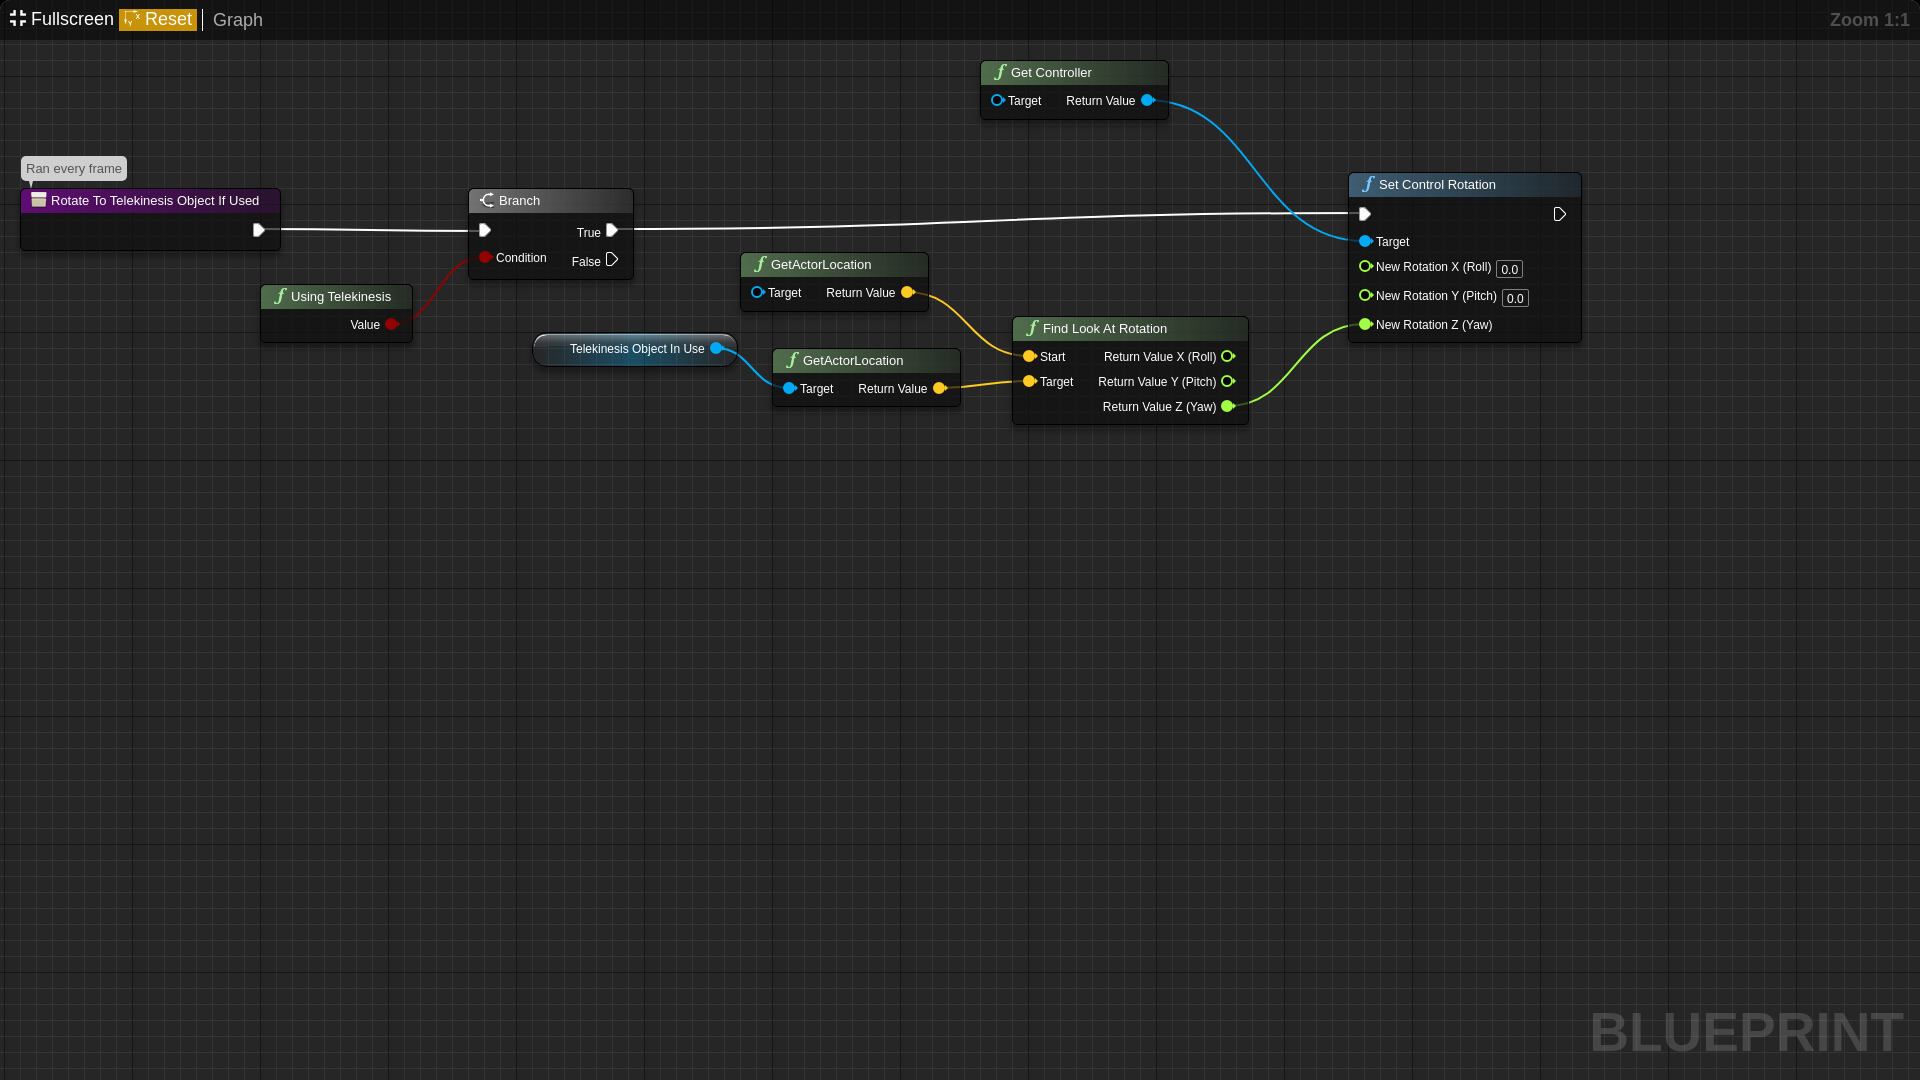 Fullscreen Reset Graph Zoom 1:1
Get Controller
Target Return Value
Ran every frame
Rotate To Telekinesis Object If Used
Branch
True
Condition
False
Using Telekinesis
Value
Telekinesis Object In Use
GetActorLocation
Target Return Value
GetActorLocation
Target Return Value
Find Look At Rotation
Start Return Value X (Roll)
Target Return Value Y (Pitch)
Return Value Z (Yaw)
Set Control Rotation
Target
New Rotation X (Roll) 0.0
New Rotation Y (Pitch) 0.0
New Rotation Z (Yaw)
BLUEPRINT